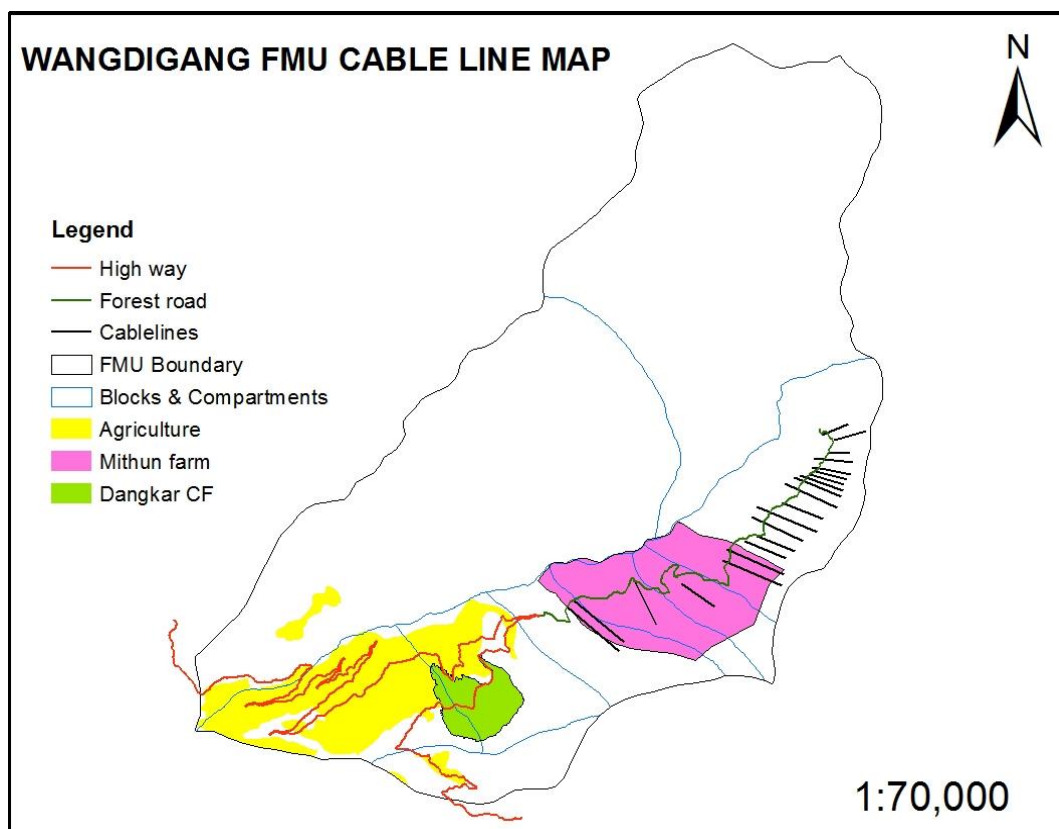 WANGDIGANG FMU CABLE LINE MAP
N
Legend
High way
Forest road
Cablelines
FMU Boundary
Blocks & Compartments
Agriculture
Mithun farm
Dangkar CF
1:70,000